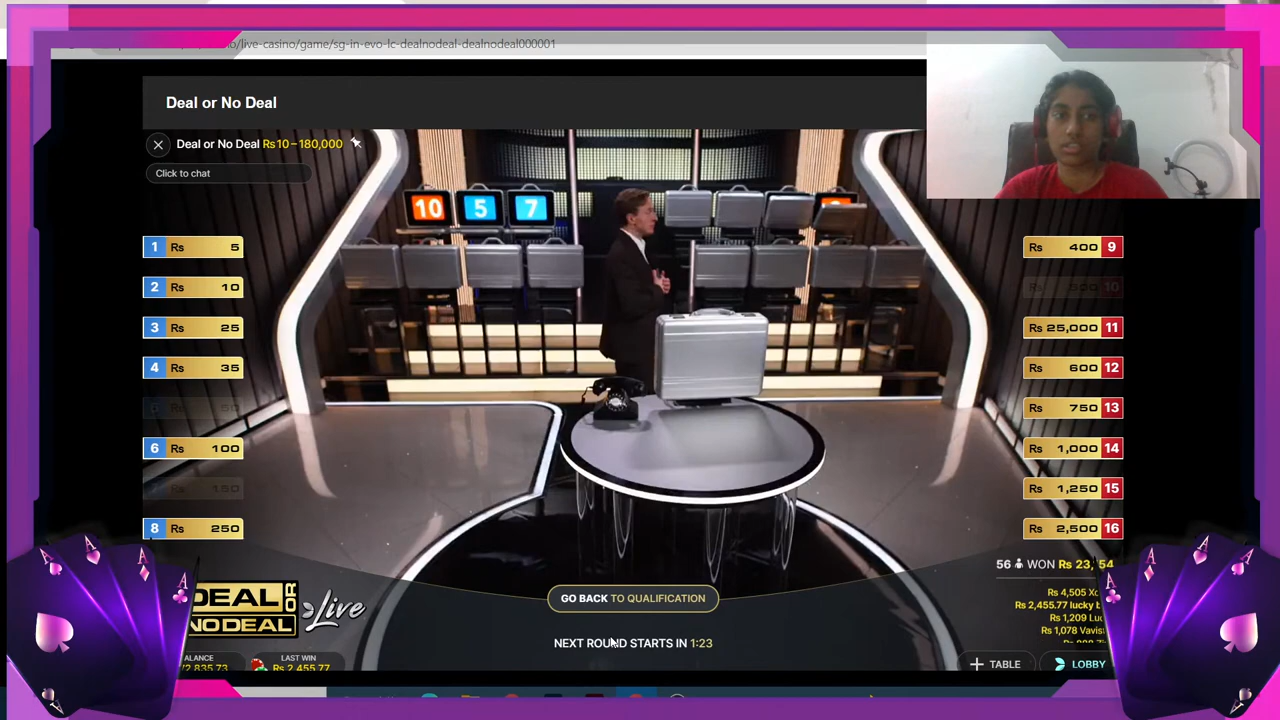 o/live-casino/game/sg-in-evo-lc-dealnodeal-dealnodeal000001
Deal or No Deal
Deal or No Deal Rs10–180,000
Click to chat
10 5 7
1 Rs 5
2 Rs 10
3 Rs 25
4 Rs 35
6 Rs 100
8 Rs 250
Rs 400 9
Rs 500 10
Rs 25,000 11
Rs 600 12
Rs 750 13
Rs 1,000 14
Rs 1,250 15
Rs 2,500 16
56 WON Rs 23,
Rs 4,505
Rs 2,455.77 lucky
Rs 1,209
Rs 1,078
DEAL OR NO DEAL Live
GO BACK TO QUALIFICATION
NEXT ROUND STARTS IN 1:23
LAST WIN
Rs 2,455.77
+ TABLE
LOBBY
A A A A
A A A A